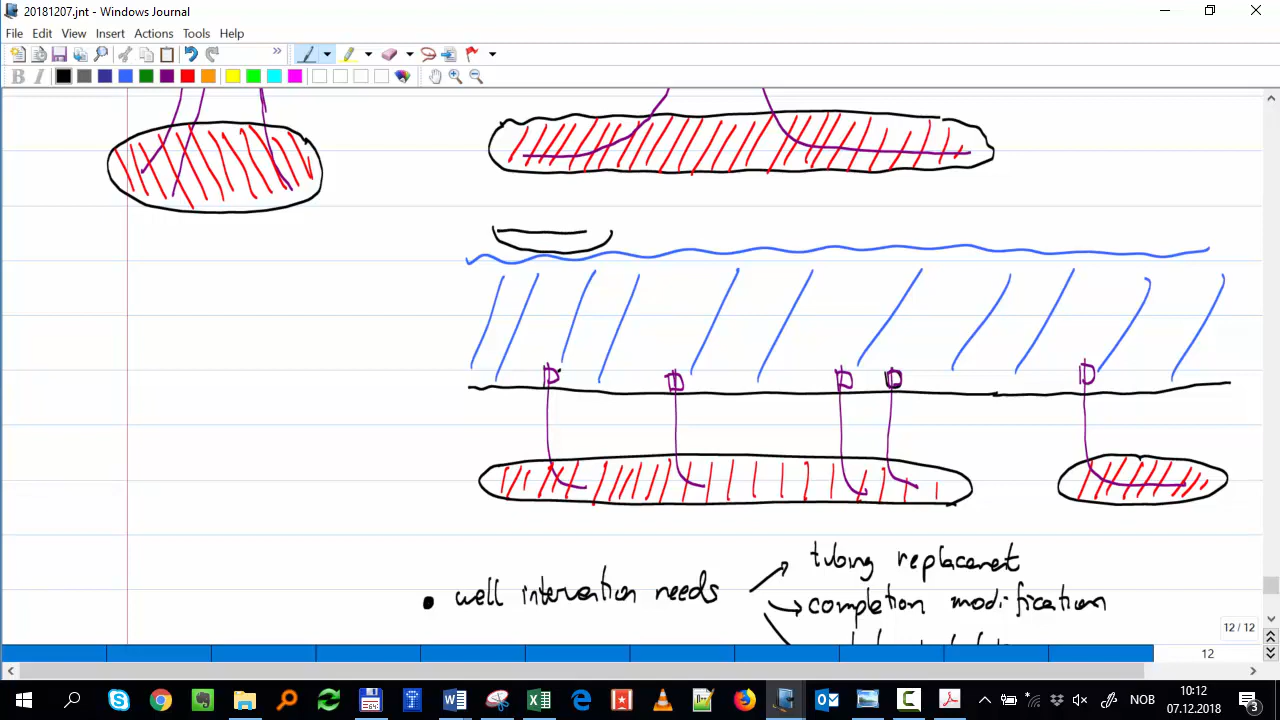 20181207.jnt - Windows Journal
File Edit View Insert Actions Tools Help
B I
tubing replacement
• well intervention needs
completion modification
12 / 12
12
NOB
10:12
07.12.2018
3